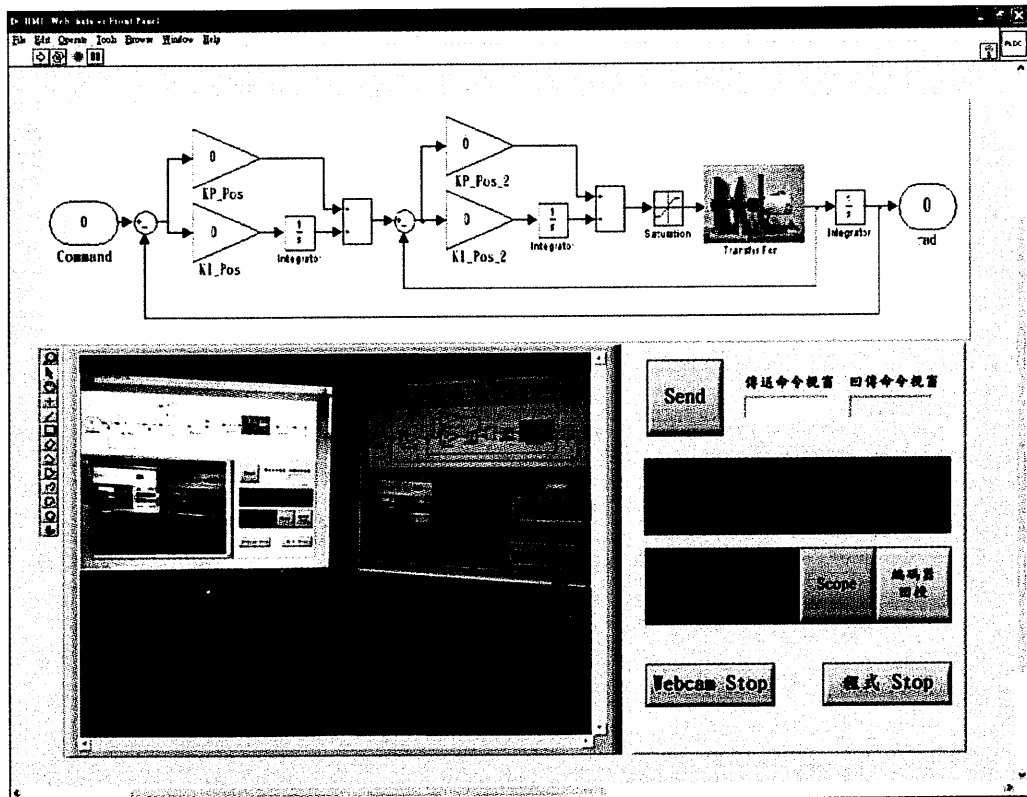 File Edit Operate Tools Browse Window Help
0
KP_Pos
0
KP_Pos_2
0
Command
0
KI_Pos
1
s
Integrator
0
KI_Pos_2
1
s
Integrator
Saturation
Transfer Fcn
1
s
Integrator
0
rad
Send
傳送命令視窗
回傳命令視窗
Scope
編碼器
回授
Webcam Stop
程式 Stop